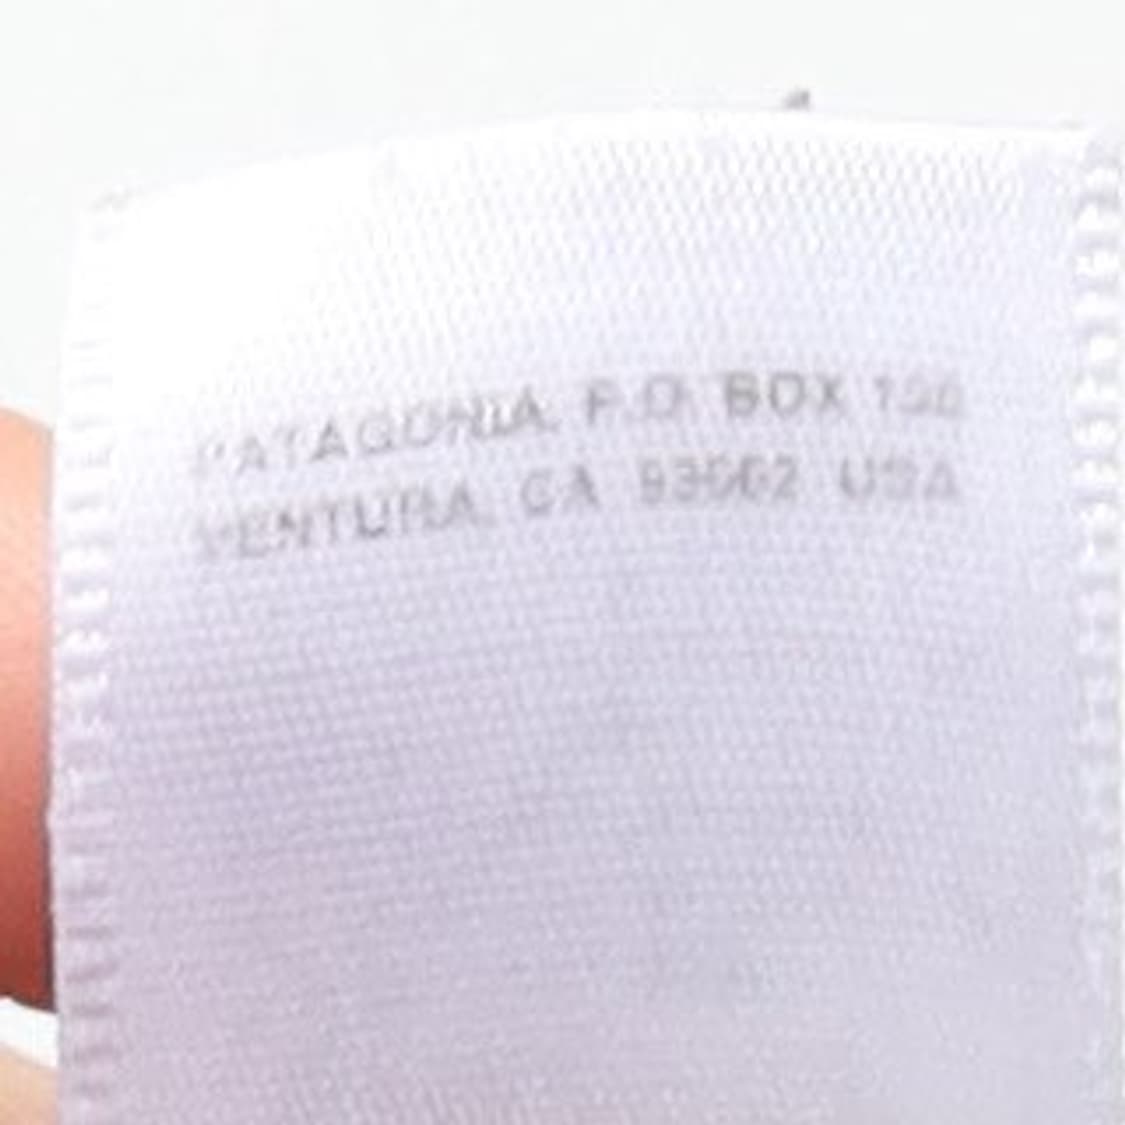 PATAGONIA, P.O. BOX 150
VENTURA, CA 93002 USA